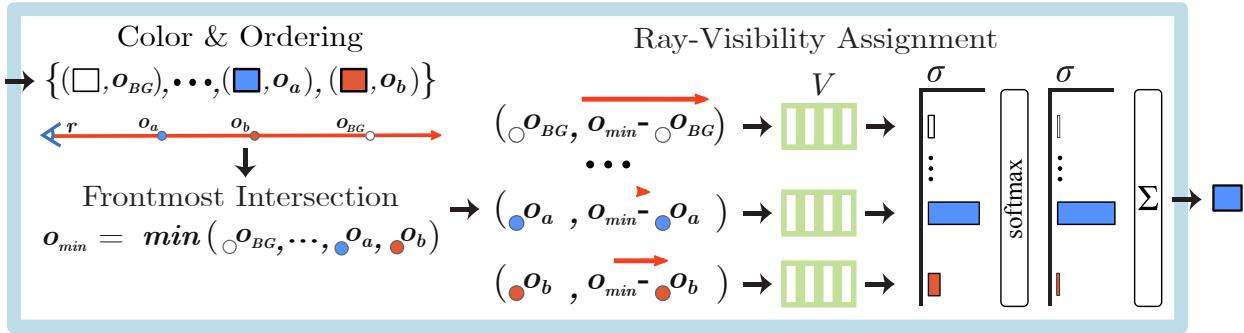 Color & Ordering
{(□, o_BG), ..., (■, o_a), (■, o_b)}
r o_a o_b o_BG
Frontmost Intersection
o_min = min(○o_BG, ..., ●o_a, ●o_b)
Ray-Visibility Assignment
(○o_BG, o_min - ○o_BG)
...
(●o_a , o_min - ●o_a )
(●o_b , o_min - ●o_b )
V
σ
softmax
σ
Σ